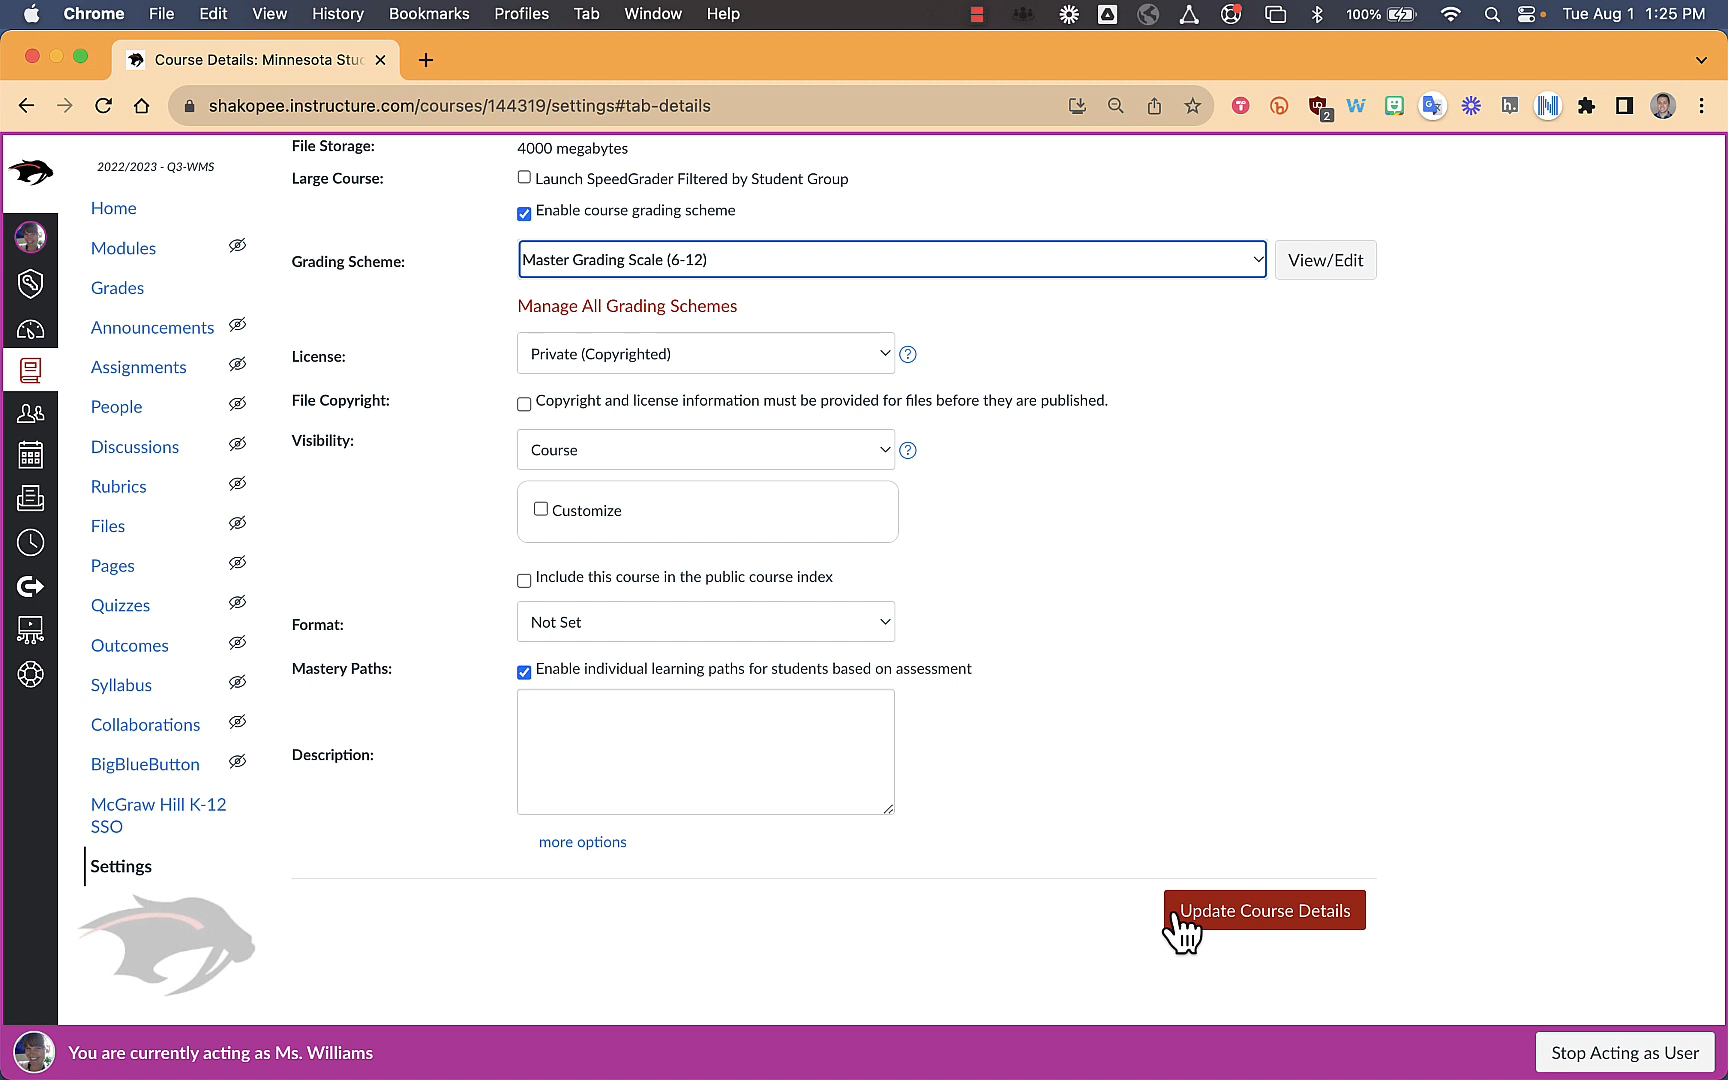 Chrome File Edit View History Bookmarks Profiles Tab Window Help 100% Tue Aug 1 1:25 PM
Course Details: Minnesota Stu
shakopee.instructure.com/courses/144319/settings#tab-details
W
h.
2
2022/2023 - Q3-WMS
Home
Modules
Grades
Announcements
Assignments
People
Discussions
Rubrics
Files
Pages
Quizzes
Outcomes
Syllabus
Collaborations
BigBlueButton
McGraw Hill K-12
SSO
Settings
File Storage: 4000 megabytes
Large Course: Launch SpeedGrader Filtered by Student Group
Enable course grading scheme
Grading Scheme: Master Grading Scale (6-12) View/Edit
Manage All Grading Schemes
License: Private (Copyrighted) ?
File Copyright: Copyright and license information must be provided for files before they are published.
Visibility: Course ?
Customize
Include this course in the public course index
Format: Not Set
Mastery Paths: Enable individual learning paths for students based on assessment
Description:
more options
Update Course Details
You are currently acting as Ms. Williams Stop Acting as User